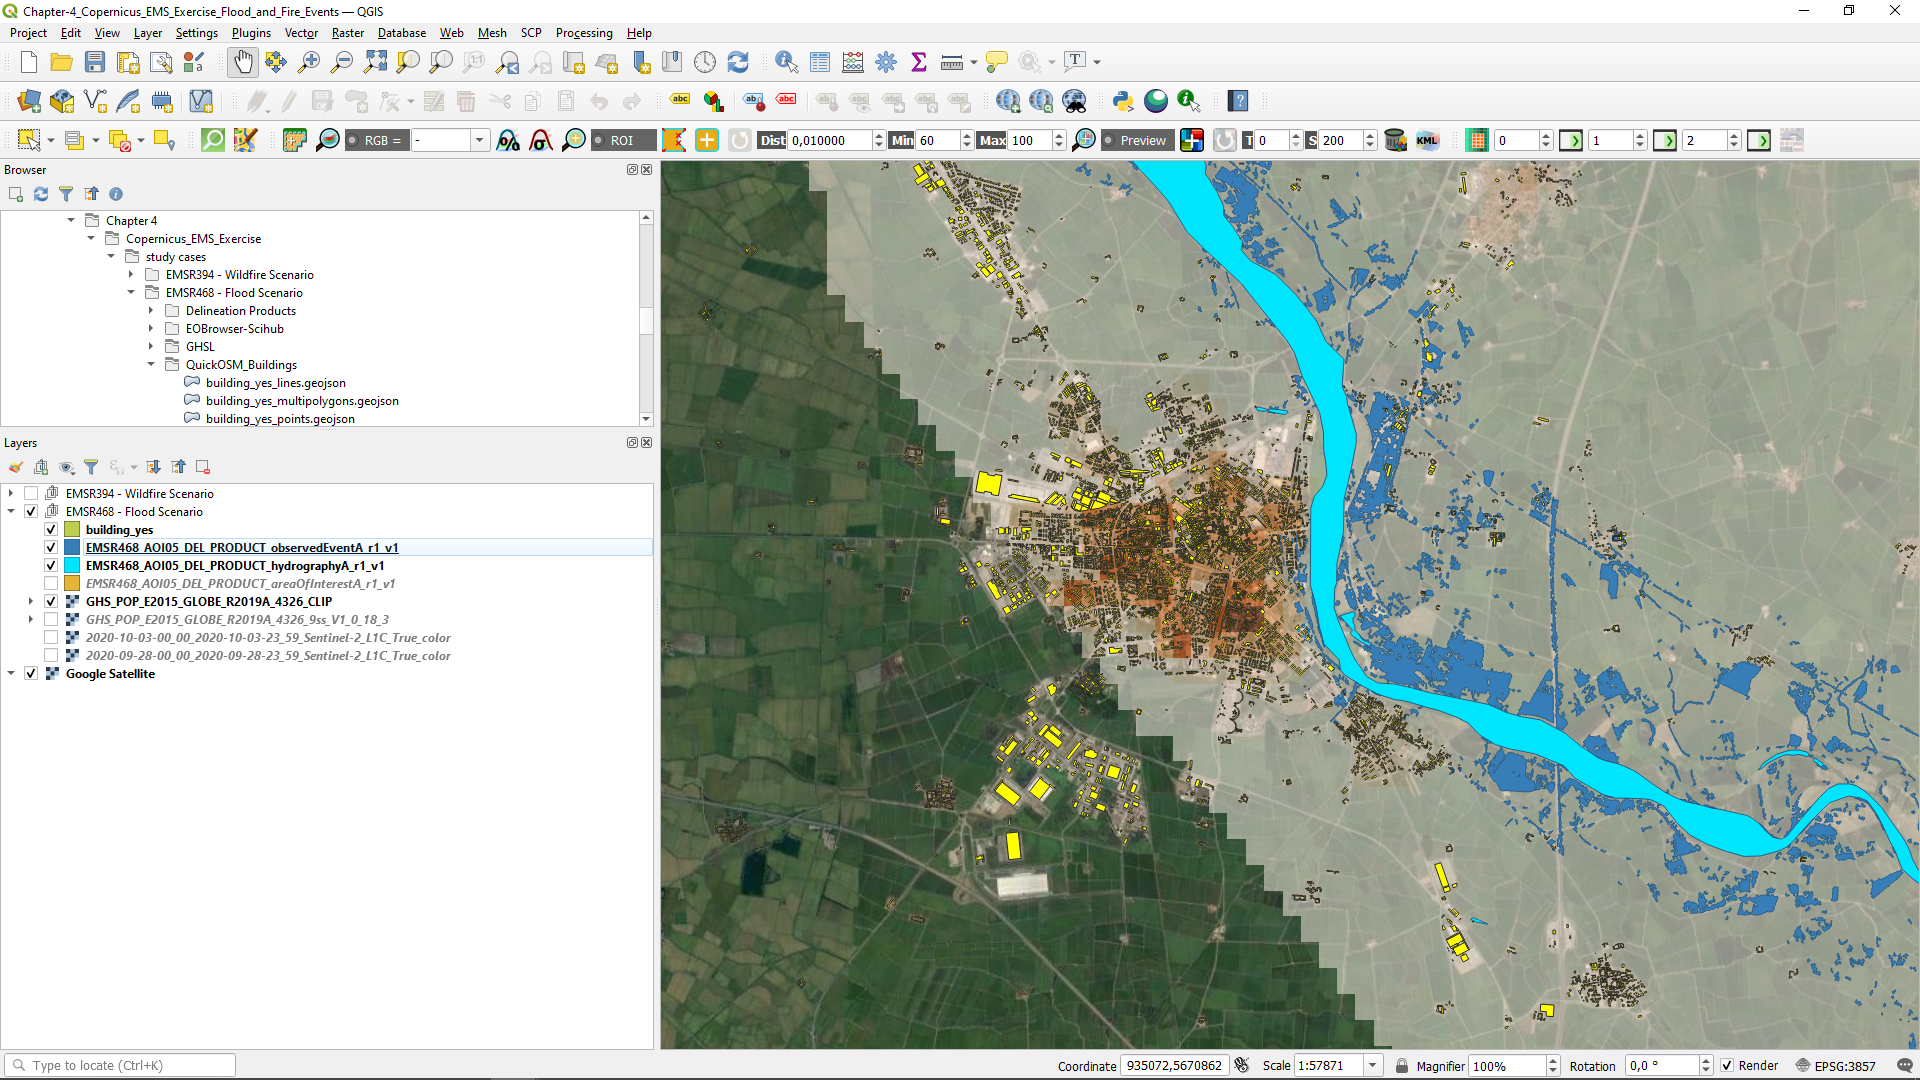 Chapter-4_Copernicus_EMS_Exercise_Flood_and_Fire_Events — QGIS
Project Edit View Layer Settings Plugins Vector Raster Database Web Mesh SCP Processing Help
RGB = - ROI Dist 0,010000 Min 60 Max 100 Preview T 0 S 200 KML 0 1 2
Browser
Chapter 4
Copernicus_EMS_Exercise
study cases
EMSR394 - Wildfire Scenario
EMSR468 - Flood Scenario
Delineation Products
EOBrowser-Scihub
GHSL
QuickOSM_Buildings
building_yes_lines.geojson
building_yes_multipolygons.geojson
building_yes_points.geojson
Layers
EMSR394 - Wildfire Scenario
EMSR468 - Flood Scenario
building_yes
EMSR468_AOI05_DEL_PRODUCT_observedEventA_r1_v1
EMSR468_AOI05_DEL_PRODUCT_hydrographyA_r1_v1
EMSR468_AOI05_DEL_PRODUCT_areaOfInterestA_r1_v1
GHS_POP_E2015_GLOBE_R2019A_4326_CLIP
GHS_POP_E2015_GLOBE_R2019A_4326_9ss_V1_0_18_3
2020-10-03-00_00_2020-10-03-23_59_Sentinel-2_L1C_True_color
2020-09-28-00_00_2020-09-28-23_59_Sentinel-2_L1C_True_color
Google Satellite
Type to locate (Ctrl+K) Coordinate 935072,5670862 Scale 1:57871 Magnifier 100% Rotation 0,0 ° Render EPSG:3857